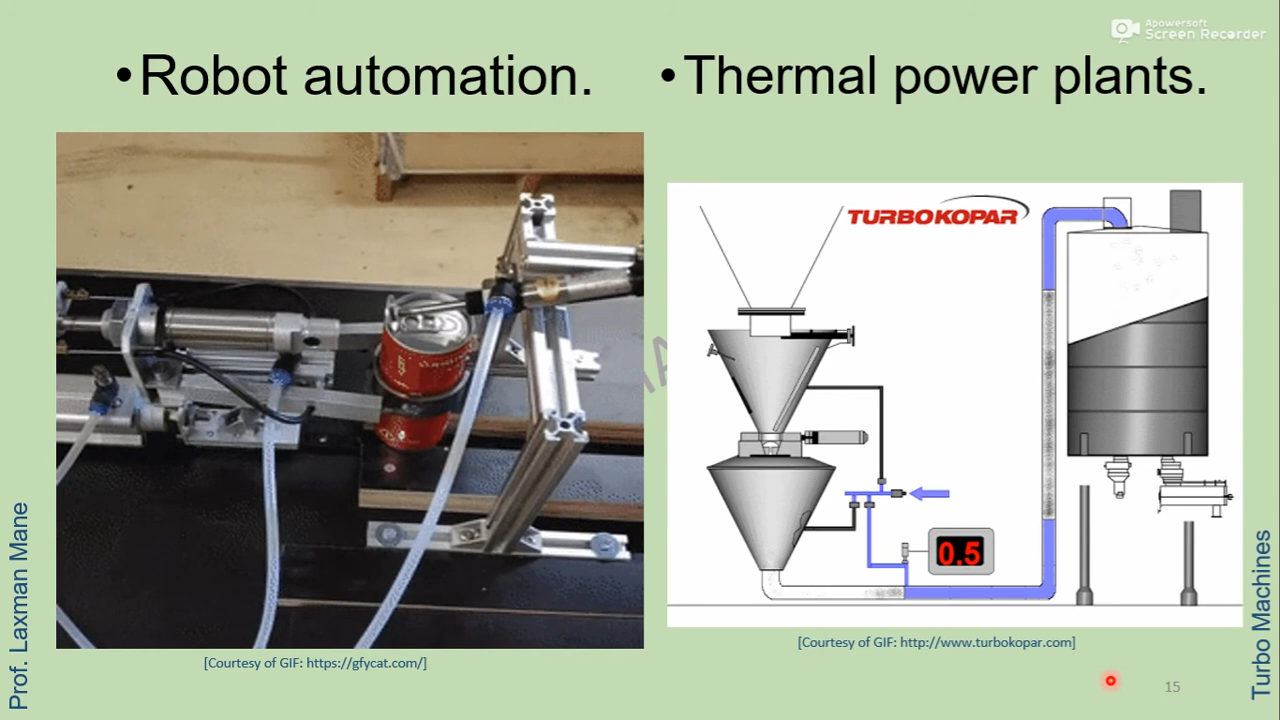 Apowersoft
Screen Recorder
•Robot automation.
•Thermal power plants.
TURBOKOPAR
0.5
[Courtesy of GIF: https://gfycat.com/]
[Courtesy of GIF: http://www.turbokopar.com]
Prof. Laxman Mane
Turbo Machines
15